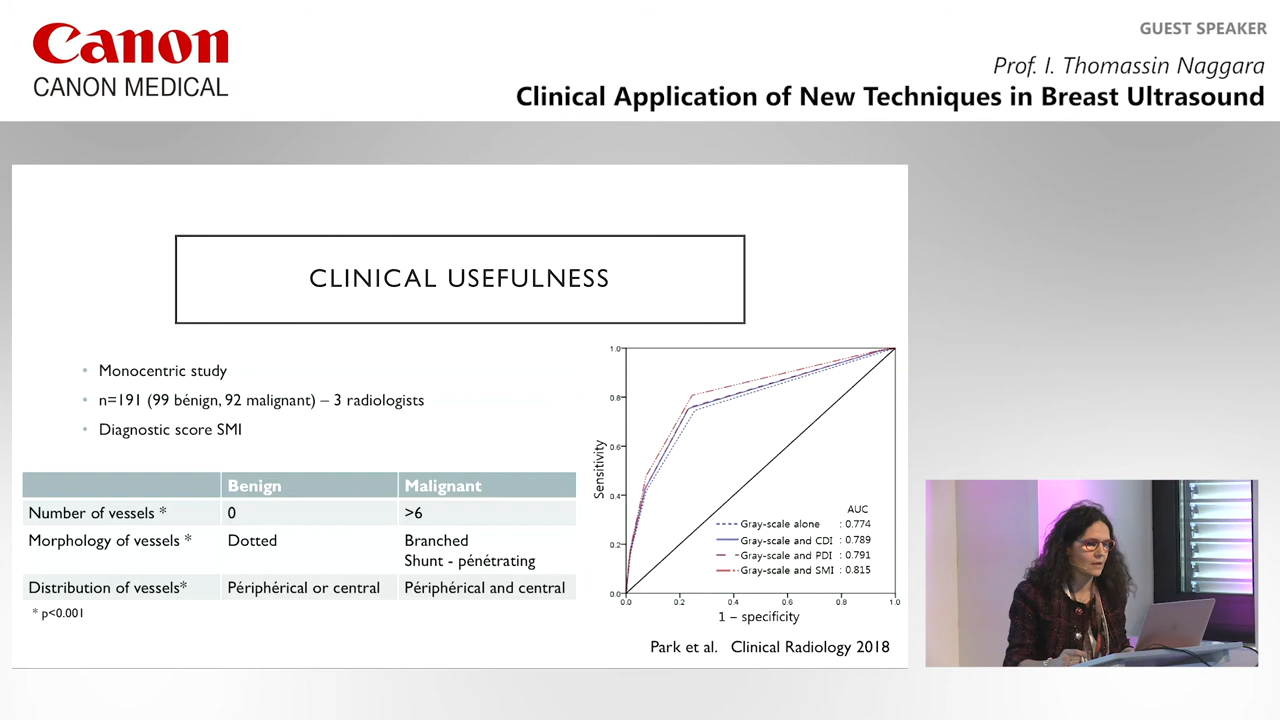 Canon
CANON MEDICAL
GUEST SPEAKER
Prof. I. Thomassin Naggara
Clinical Application of New Techniques in Breast Ultrasound
CLINICAL USEFULNESS
• Monocentric study
• n=191 (99 bénign, 92 malignant) – 3 radiologists
• Diagnostic score SMI
Benign Malignant
Number of vessels * 0 >6
Morphology of vessels * Dotted Branched
Shunt - pénétrating
Distribution of vessels* Périphérical or central Périphérical and central
* p<0.001
1.0
0.8
0.6
0.4
0.2
0.0
Sensitivity
AUC
Gray-scale alone : 0.774
Gray-scale and CDI : 0.789
Gray-scale and PDI : 0.791
Gray-scale and SMI : 0.815
0.0 0.2 0.4 0.6 0.8 1.0
1 – specificity
Park et al. Clinical Radiology 2018